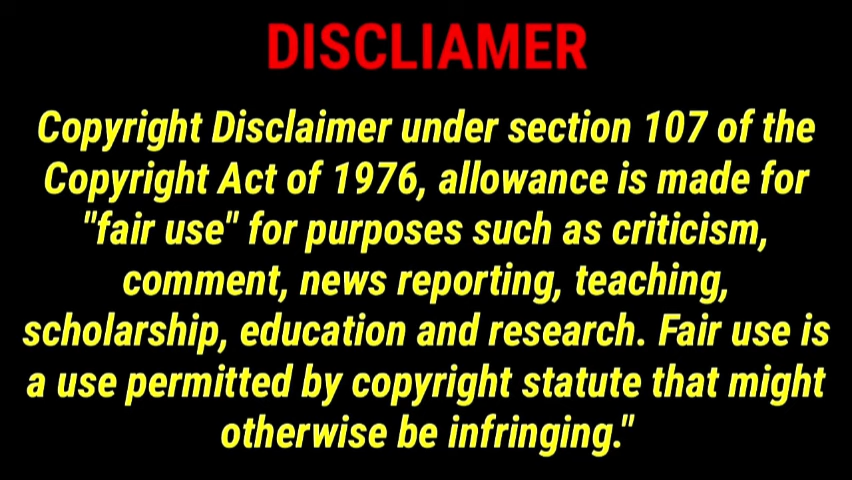 DISCLIAMER
Copyright Disclaimer under section 107 of the
Copyright Act of 1976, allowance is made for
"fair use" for purposes such as criticism,
comment, news reporting, teaching,
scholarship, education and research. Fair use is
a use permitted by copyright statute that might
otherwise be infringing."